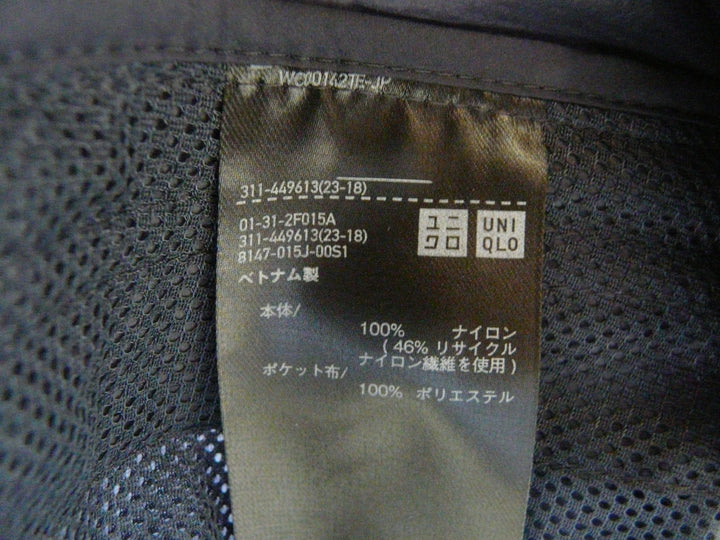 WC00142TE-JP
311-449613(23-18)
01-31-2F015A
311-449613(23-18)
8147-015J-00S1
ユニ
クロ
UNI
QLO
ベトナム製
本体/
100% ナイロン
( 46% リサイクル
ナイロン繊維を使用 )
ポケット布/
100% ポリエステル